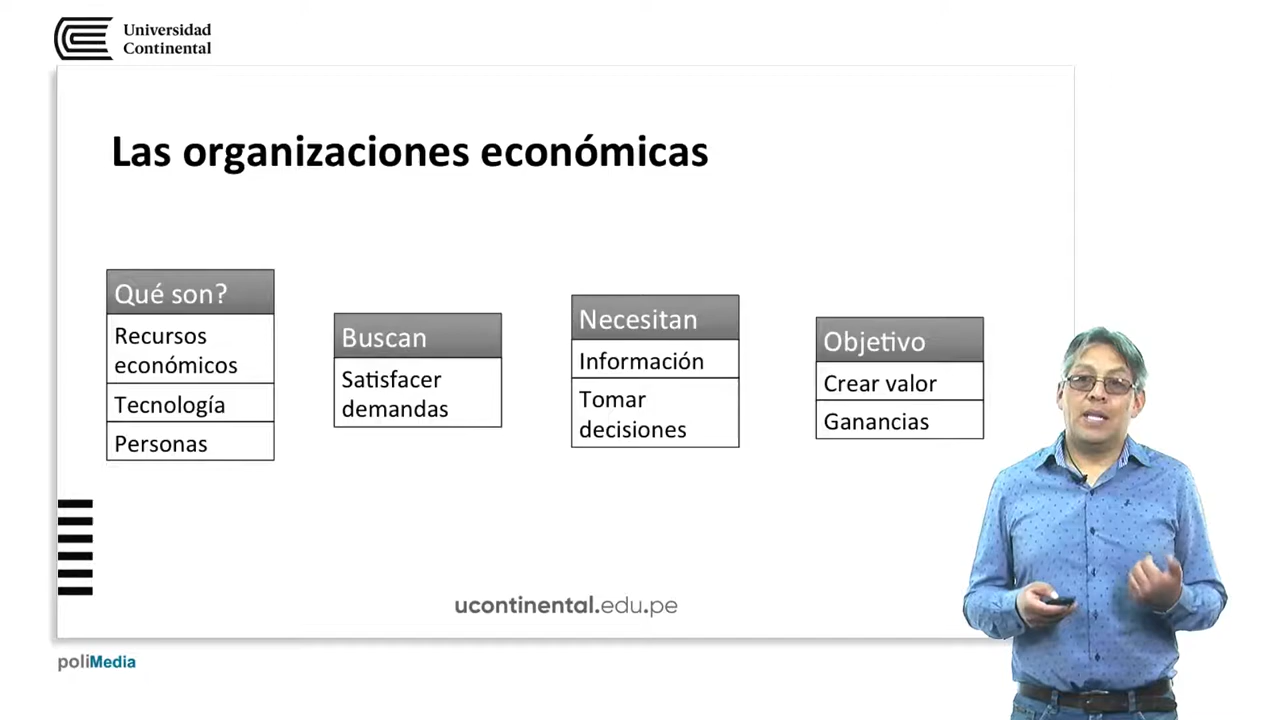 Universidad
Continental
Las organizaciones económicas
Qué son?
Recursos
económicos
Tecnología
Personas
Buscan
Satisfacer
demandas
Necesitan
Información
Tomar
decisiones
Objetivo
Crear valor
Ganancias
ucontinental.edu.pe
poliMedia